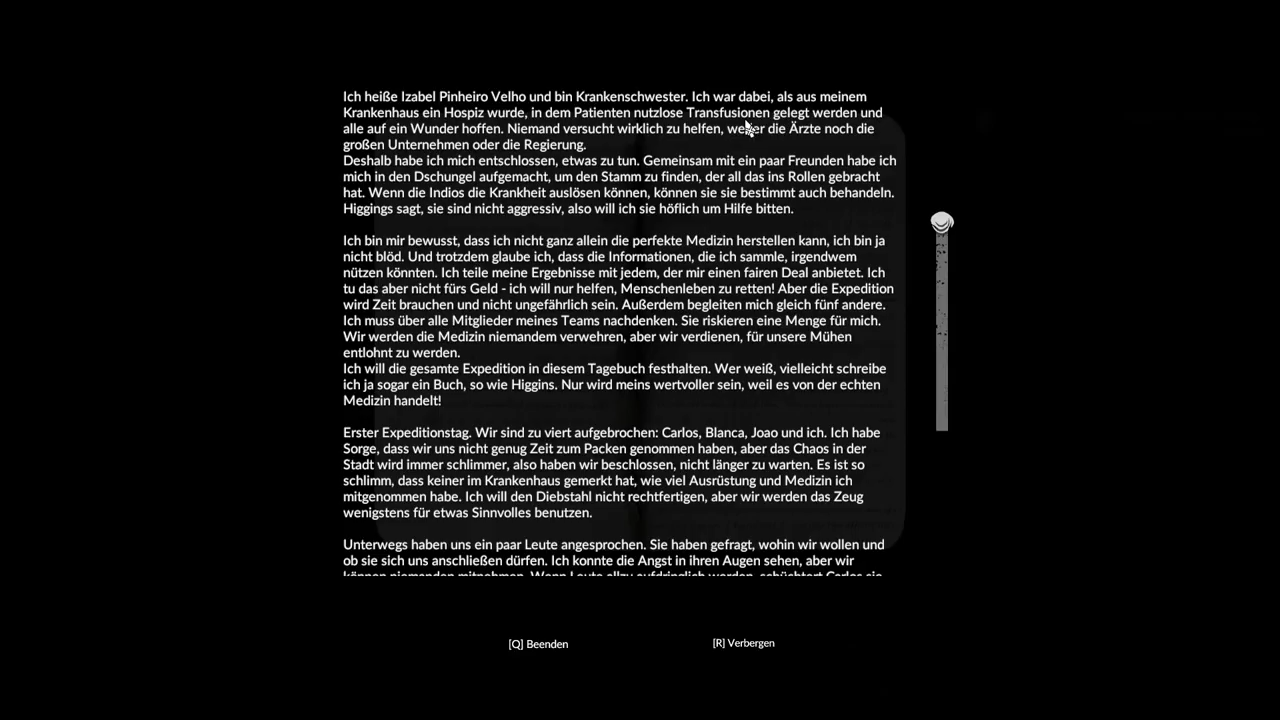 Ich heiße Izabel Pinheiro Velho und bin Krankenschwester. Ich war dabei, als aus meinem
Krankenhaus ein Hospiz wurde, in dem Patienten nutzlose Transfusionen gelegt werden und
alle auf ein Wunder hoffen. Niemand versucht wirklich zu helfen, weder die Ärzte noch die
großen Unternehmen oder die Regierung.
Deshalb habe ich mich entschlossen, etwas zu tun. Gemeinsam mit ein paar Freunden habe ich
mich in den Dschungel aufgemacht, um den Stamm zu finden, der all das ins Rollen gebracht
hat. Wenn die Indios die Krankheit auslösen können, können sie sie bestimmt auch behandeln.
Higgings sagt, sie sind nicht aggressiv, also will ich sie höflich um Hilfe bitten.
Ich bin mir bewusst, dass ich nicht ganz allein die perfekte Medizin herstellen kann, ich bin ja
nicht blöd. Und trotzdem glaube ich, dass die Informationen, die ich sammle, irgendwem
nützen könnten. Ich teile meine Ergebnisse mit jedem, der mir einen fairen Deal anbietet. Ich
tu das aber nicht fürs Geld - ich will nur helfen, Menschenleben zu retten! Aber die Expedition
wird Zeit brauchen und nicht ungefährlich sein. Außerdem begleiten mich gleich fünf andere.
Ich muss über alle Mitglieder meines Teams nachdenken. Sie riskieren eine Menge für mich.
Wir werden die Medizin niemandem verwehren, aber wir verdienen, für unsere Mühen
entlohnt zu werden.
Ich will die gesamte Expedition in diesem Tagebuch festhalten. Wer weiß, vielleicht schreibe
ich ja sogar ein Buch, so wie Higgins. Nur wird meins wertvoller sein, weil es von der echten
Medizin handelt!
Erster Expeditionstag. Wir sind zu viert aufgebrochen: Carlos, Blanca, Joao und ich. Ich habe
Sorge, dass wir uns nicht genug Zeit zum Packen genommen haben, aber das Chaos in der
Stadt wird immer schlimmer, also haben wir beschlossen, nicht länger zu warten. Es ist so
schlimm, dass keiner im Krankenhaus gemerkt hat, wie viel Ausrüstung und Medizin ich
mitgenommen habe. Ich will den Diebstahl nicht rechtfertigen, aber wir werden das Zeug
wenigstens für etwas Sinnvolles benutzen.
Unterwegs haben uns ein paar Leute angesprochen. Sie haben gefragt, wohin wir wollen und
ob sie sich uns anschließen dürfen. Ich konnte die Angst in ihren Augen sehen, aber wir
können niemanden mitnehmen. Wenn Leute allzu aufdringlich werden, schüchtert Carlos sie
[Q] Beenden
[R] Verbergen